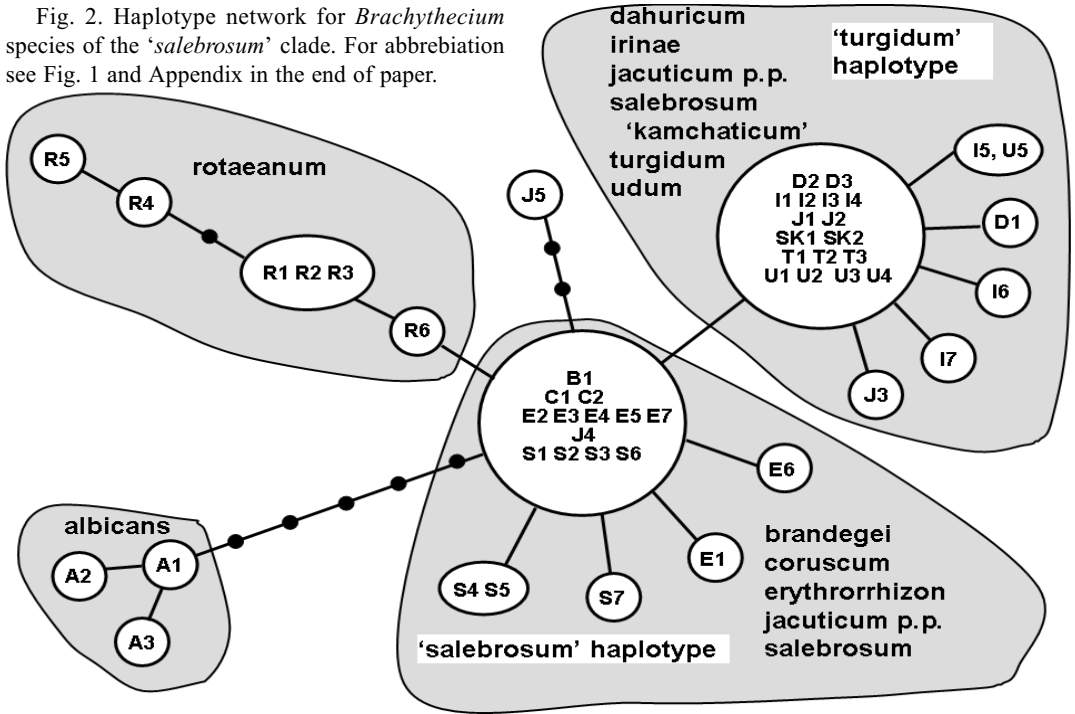 Fig. 2. Haplotype network for Brachythecium
species of the ‘salebrosum’ clade. For abbrebiation
see Fig. 1 and Appendix in the end of paper.
dahuricum
irinae
jacuticum p.p.
salebrosum
‘kamchaticum’
turgidum
udum
‘turgidum’
haplotype
I5, U5
D2 D3
I1 I2 I3 I4
J1 J2
SK1 SK2
T1 T2 T3
U1 U2 U3 U4
D1
I6
I7
J3
rotaeanum
R5
R4
R1 R2 R3
R6
J5
B1
C1 C2
E2 E3 E4 E5 E7
J4
S1 S2 S3 S6
E6
E1
S7
S4 S5
albicans
A2
A1
A3
brandegei
coruscum
erythrorrhizon
jacuticum p.p.
salebrosum
‘salebrosum’ haplotype